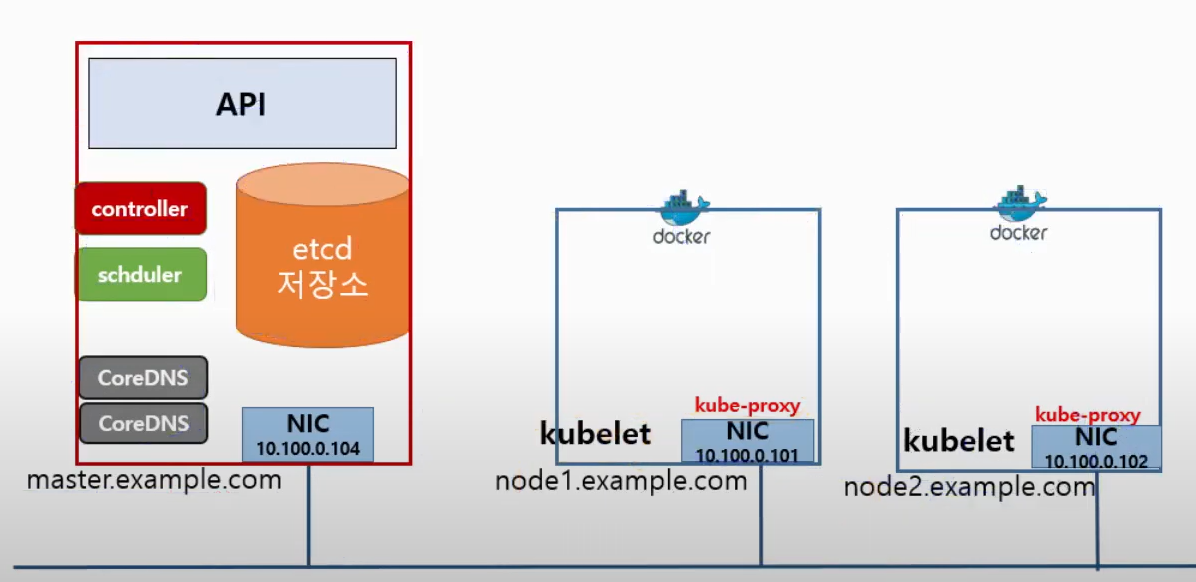 API
controller
schduler
etcd
저장소
CoreDNS
CoreDNS
NIC
10.100.0.104
master.example.com
docker
kube-proxy
kubelet
NIC
10.100.0.101
node1.example.com
docker
kube-proxy
kubelet
NIC
10.100.0.102
node2.example.com